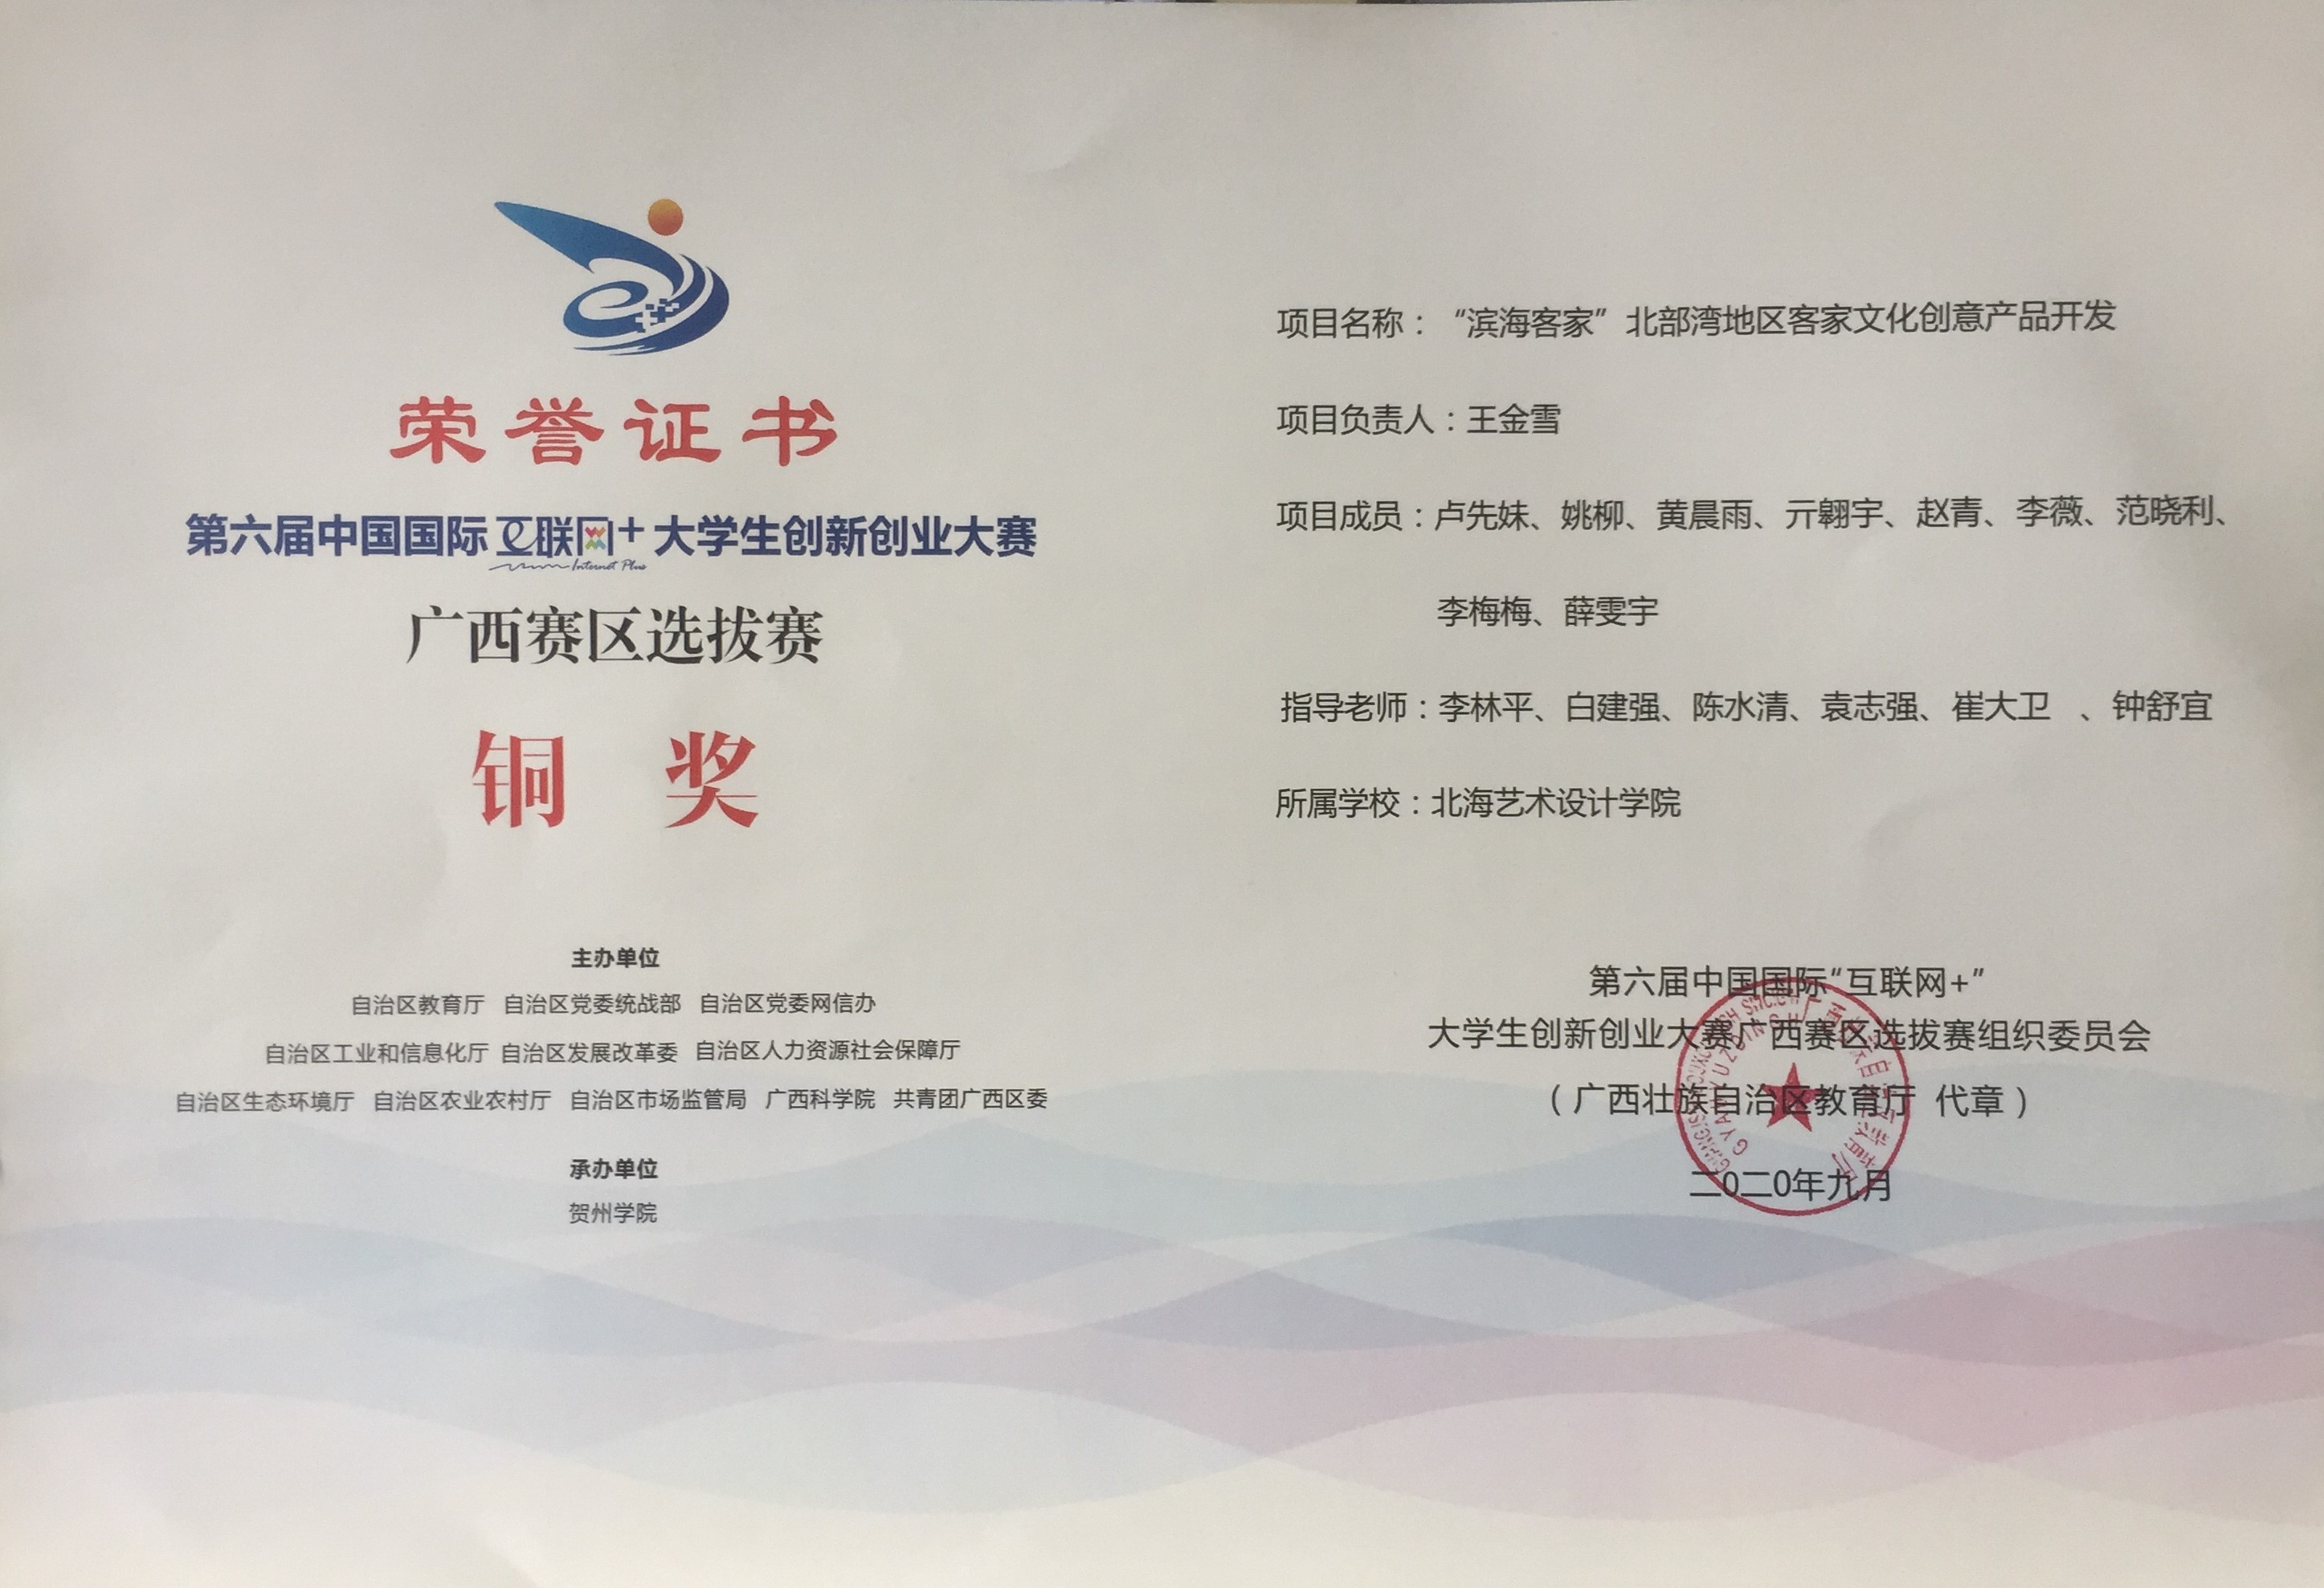 荣誉证书
第六届中国国际互联网+大学生创新创业大赛
Internet Plus
广西赛区选拔赛
铜 奖
主办单位
自治区教育厅 自治区党委统战部 自治区党委网信办
自治区工业和信息化厅 自治区发展改革委 自治区人力资源社会保障厅
自治区生态环境厅 自治区农业农村厅 自治区市场监管局 广西科学院 共青团广西区委
承办单位
贺州学院
项目名称：“滨海客家”北部湾地区客家文化创意产品开发
项目负责人：王金雪
项目成员：卢先妹、姚柳、黄晨雨、亓翱宇、赵青、李薇、范晓利、
李梅梅、薛雯宇
指导老师：李林平、白建强、陈水清、袁志强、崔大卫 、钟舒宜
所属学校：北海艺术设计学院
第六届中国国际“互联网+”
大学生创新创业大赛广西赛区选拔赛组织委员会
（广西壮族自治区教育厅 代章）
二0二0年九月
广西壮族自治区教育厅